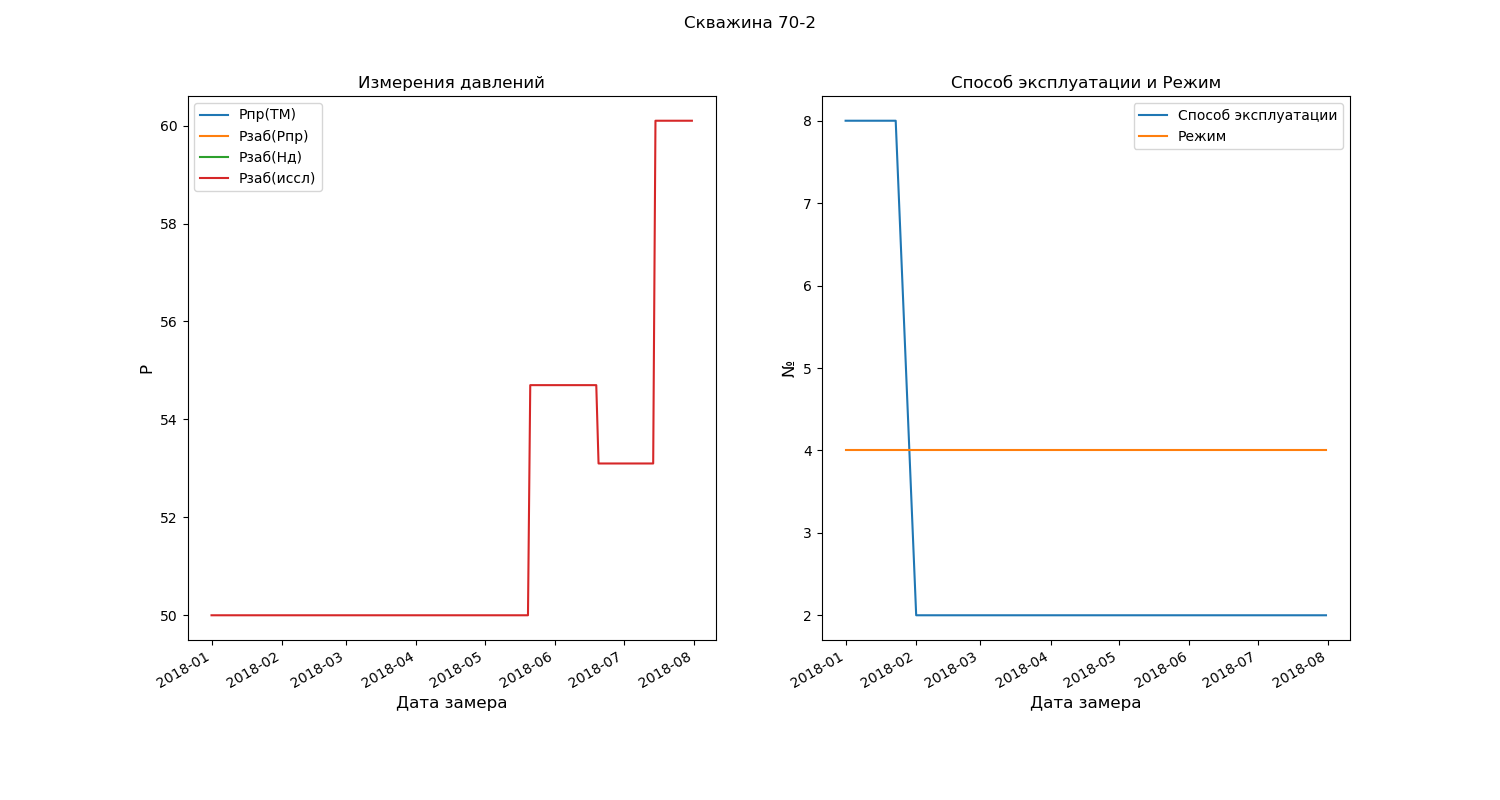 Скважина 70-2
Измерения давлений
Pпр(ТМ)
Pзаб(Pпр)
Pзаб(Нд)
Pзаб(иссл)
60
58
56
54
52
50
P
2018-01
2018-02
2018-03
2018-04
2018-05
2018-06
2018-07
2018-08
Дата замера
Способ эксплуатации и Режим
Способ эксплуатации
Режим
8
7
6
5
4
3
2
№
2018-01
2018-02
2018-03
2018-04
2018-05
2018-06
2018-07
2018-08
Дата замера